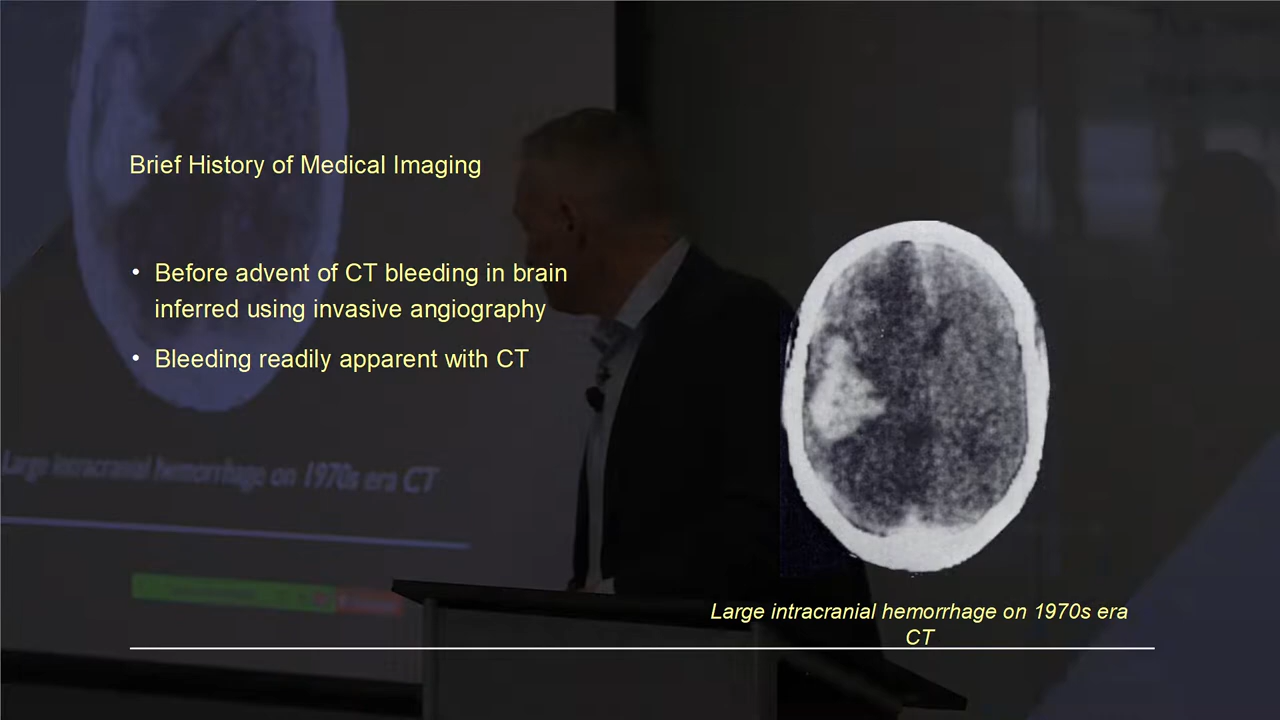 Brief History of Medical Imaging
• Before advent of CT bleeding in brain
inferred using invasive angiography
• Bleeding readily apparent with CT
Large intracranial hemorrhage on 1970s era
CT
Large intracranial hemorrhage on 1970s era CT